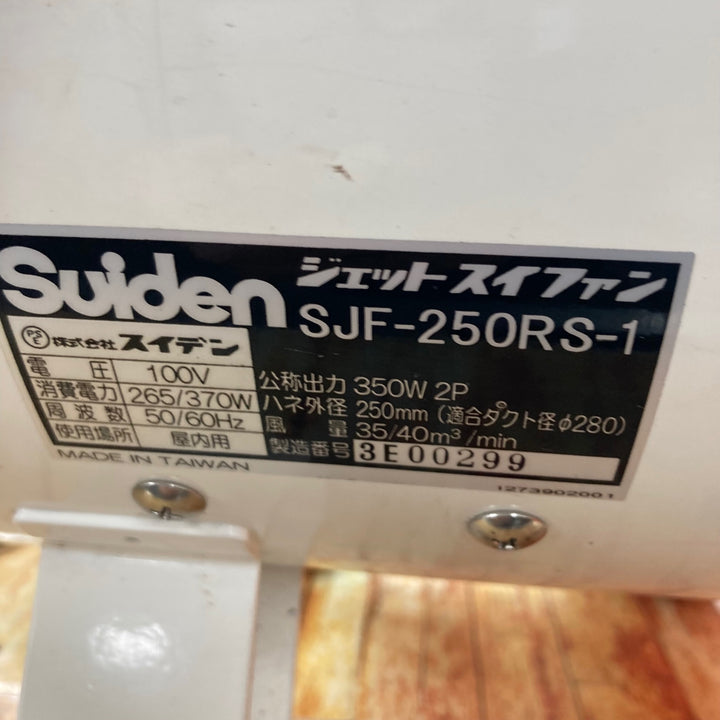 Suiden
ジェットスイファン
SJF-250RS-1
PSE 株式会社スイデン
電圧 100V
消費電力 265/370W
周波数 50/60Hz
使用場所 屋内用
公称出力 350W 2P
ハネ外径 250mm (適合ダクト径φ280)
風量 35/40m³/min
製造番号 3E00299
MADE IN TAIWAN
1273902001